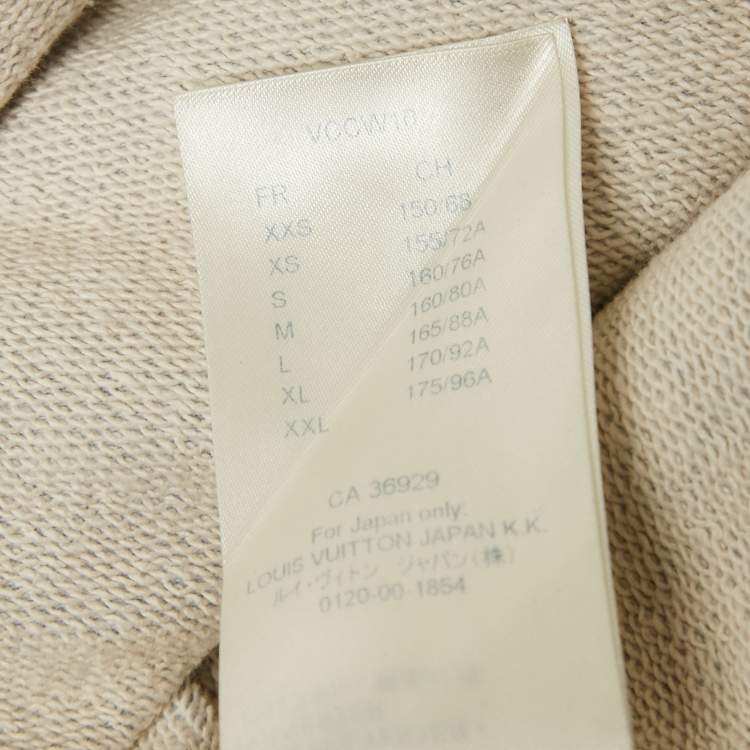 VCCW10
FR CH
XXS 150/68
XS 155/72A
S 160/76A
M 160/80A
L 165/88A
XL 170/92A
XXL 175/96A
CA 36929
For Japan only:
LOUIS VUITTON JAPAN K.K.
ルイ・ヴィトン ジャパン(株)
0120-00-1854